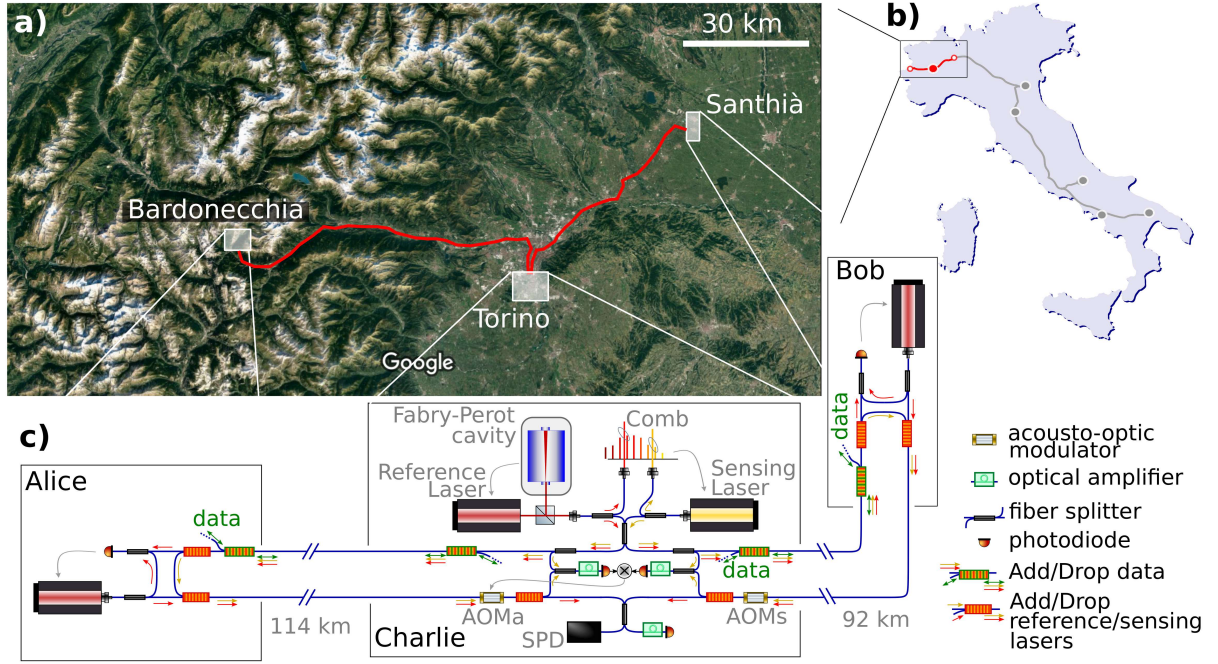 a)
30 km
Santhià
Bardonecchia
Torino
Google
b)
c)
Alice
data
114 km
Fabry-Perot
cavity
Reference
Laser
Comb
Sensing
Laser
data
AOMa
AOMs
SPD
Charlie
Bob
data
92 km
acousto-optic
modulator
optical amplifier
fiber splitter
photodiode
Add/Drop data
Add/Drop
reference/sensing
lasers